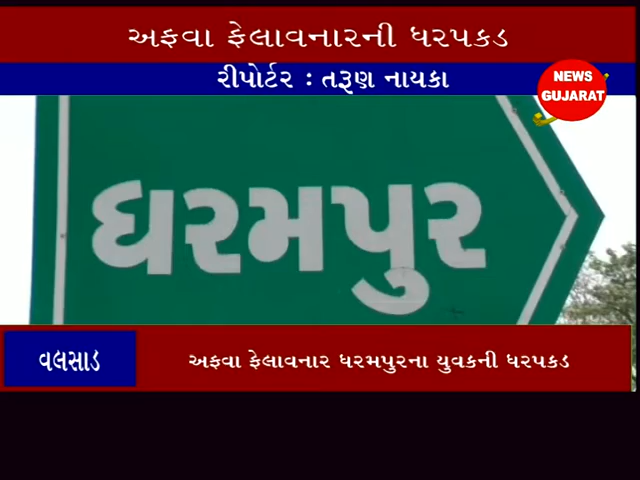 અફવા ફેલાવનારની ધરપકડ
રીપોર્ટર : તરૂણ નાયકા
NEWS
GUJARAT
ધરમપુર
વલસાડ
અફવા ફેલાવનાર ધરમપુરના યુવકની ધરપકડ